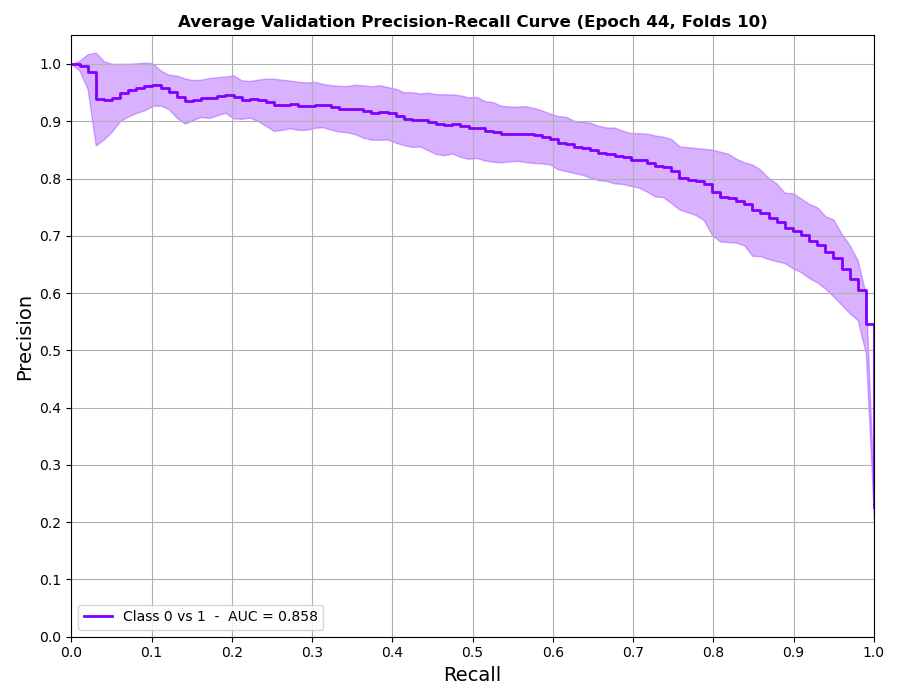 Average Validation Precision-Recall Curve (Epoch 44, Folds 10)
1.0
0.9
0.8
0.7
0.6
0.5
0.4
0.3
0.2
0.1
0.0
Precision
Class 0 vs 1 - AUC = 0.858
0.0 0.1 0.2 0.3 0.4 0.5 0.6 0.7 0.8 0.9 1.0
Recall